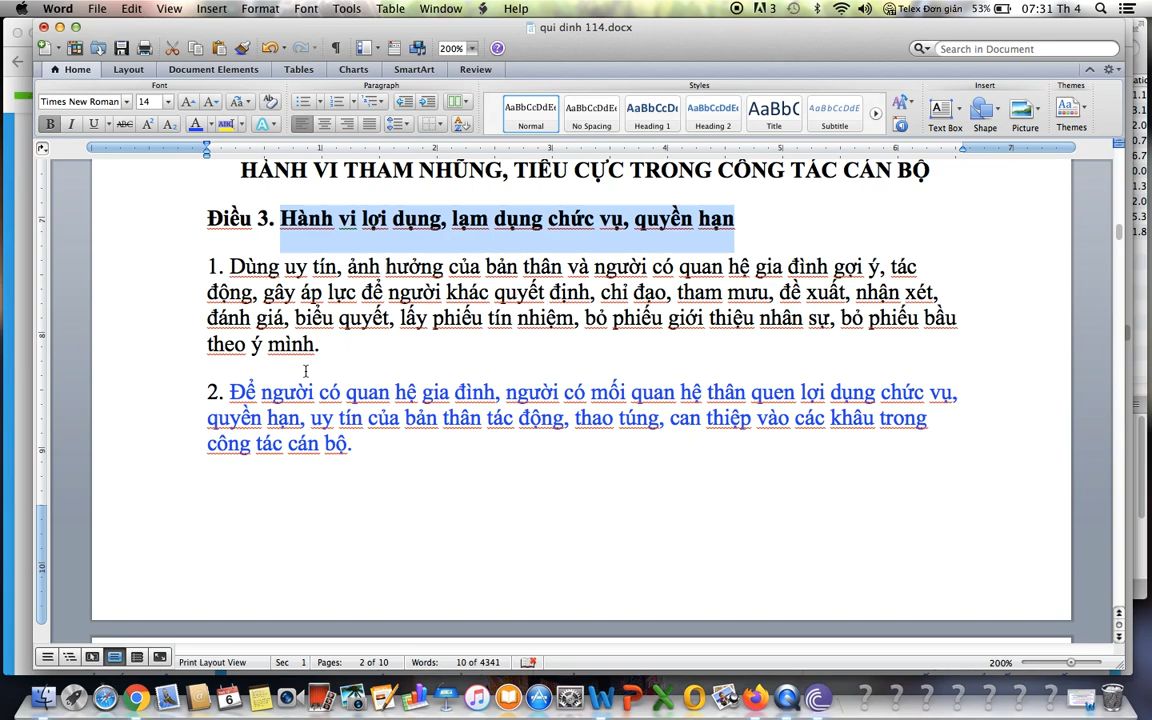 Word File Edit View Insert Format Font Tools Table Window Help
3 Telex Đơn giản 53% 07:31 Th 4
qui dinh 114.docx
200%
Search in Document
Home Layout Document Elements Tables Charts SmartArt Review
Font Paragraph Styles Insert Themes
Times New Roman 14
AaBbCcDdEe AaBbCcDdEe AaBbCcDc AaBbCcDdEe AaBbC AaBbCcDdE Aa
Normal No Spacing Heading 1 Heading 2 Title Subtitle
Text Box Shape Picture Themes
HÀNH VI THAM NHŨNG, TIÊU CỰC TRONG CÔNG TÁC CÁN BỘ
Điều 3. Hành vi lợi dụng, lạm dụng chức vụ, quyền hạn
1. Dùng uy tín, ảnh hưởng của bản thân và người có quan hệ gia đình gợi ý, tác
động, gây áp lực để người khác quyết định, chỉ đạo, tham mưu, đề xuất, nhận xét,
đánh giá, biểu quyết, lấy phiếu tín nhiệm, bỏ phiếu giới thiệu nhân sự, bỏ phiếu bầu
theo ý mình.
2. Để người có quan hệ gia đình, người có mối quan hệ thân quen lợi dụng chức vụ,
quyền hạn, uy tín của bản thân tác động, thao túng, can thiệp vào các khâu trong
công tác cán bộ.
Print Layout View Sec 1 Pages: 2 of 10 Words: 10 of 4341 200%